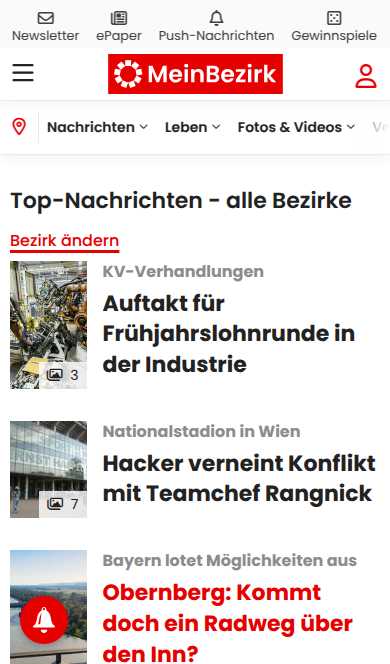 Newsletter
ePaper
Push-Nachrichten
Gewinnspiele
MeinBezirk
Nachrichten
Leben
Fotos & Videos
Top-Nachrichten - alle Bezirke
Bezirk ändern
KV-Verhandlungen
Auftakt für
Frühjahrslohnrunde in
der Industrie
3
Nationalstadion in Wien
Hacker verneint Konflikt
mit Teamchef Rangnick
7
Bayern lotet Möglichkeiten aus
Obernberg: Kommt
doch ein Radweg über
den Inn?